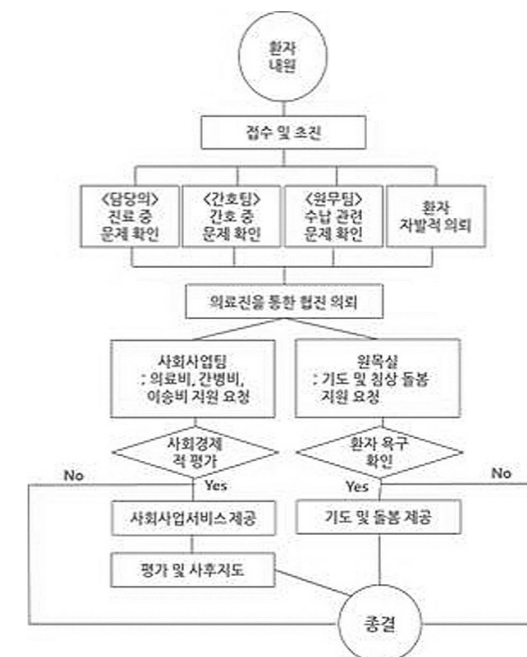 환자
내원
접수 및 초진
<담당의>
진료 중
문제 확인
<간호팀>
간호 중
문제 확인
<원무팀>
수납 관련
문제 확인
환자
자발적 의뢰
의료진을 통한 협진 의뢰
사회사업팀
: 의료비, 간병비,
이송비 지원 요청
원목실
: 기도 및 침상 돌봄
지원 요청
사회경제
적 평가
환자 욕구
확인
No
Yes
Yes
No
사회사업서비스 제공
기도 및 돌봄 제공
평가 및 사후지도
종결